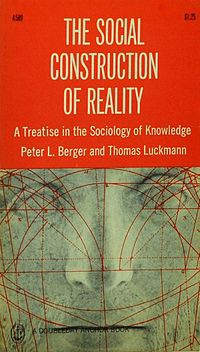 A589
$1.25
THE SOCIAL
CONSTRUCTION
OF REALITY
A Treatise in the Sociology of Knowledge
Peter L. Berger and Thomas Luckmann
A DOUBLEDAY ANCHOR BOOK